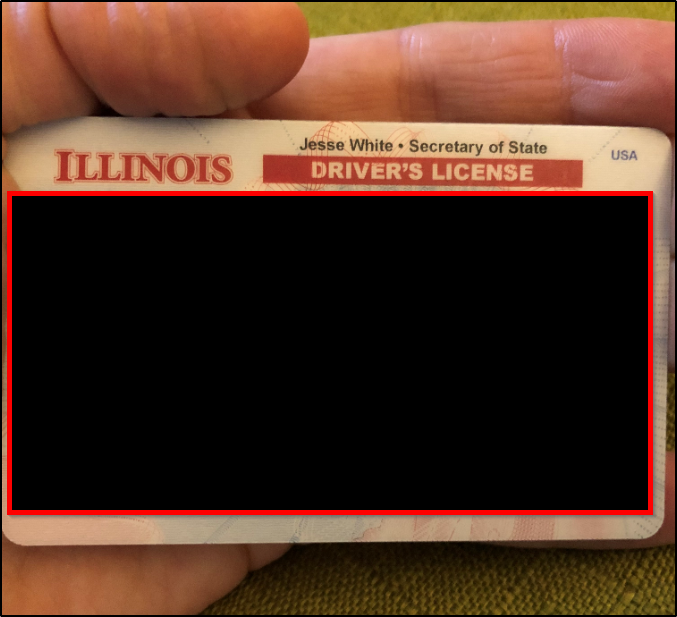 Jesse White • Secretary of State
ILLINOIS
DRIVER'S LICENSE
USA